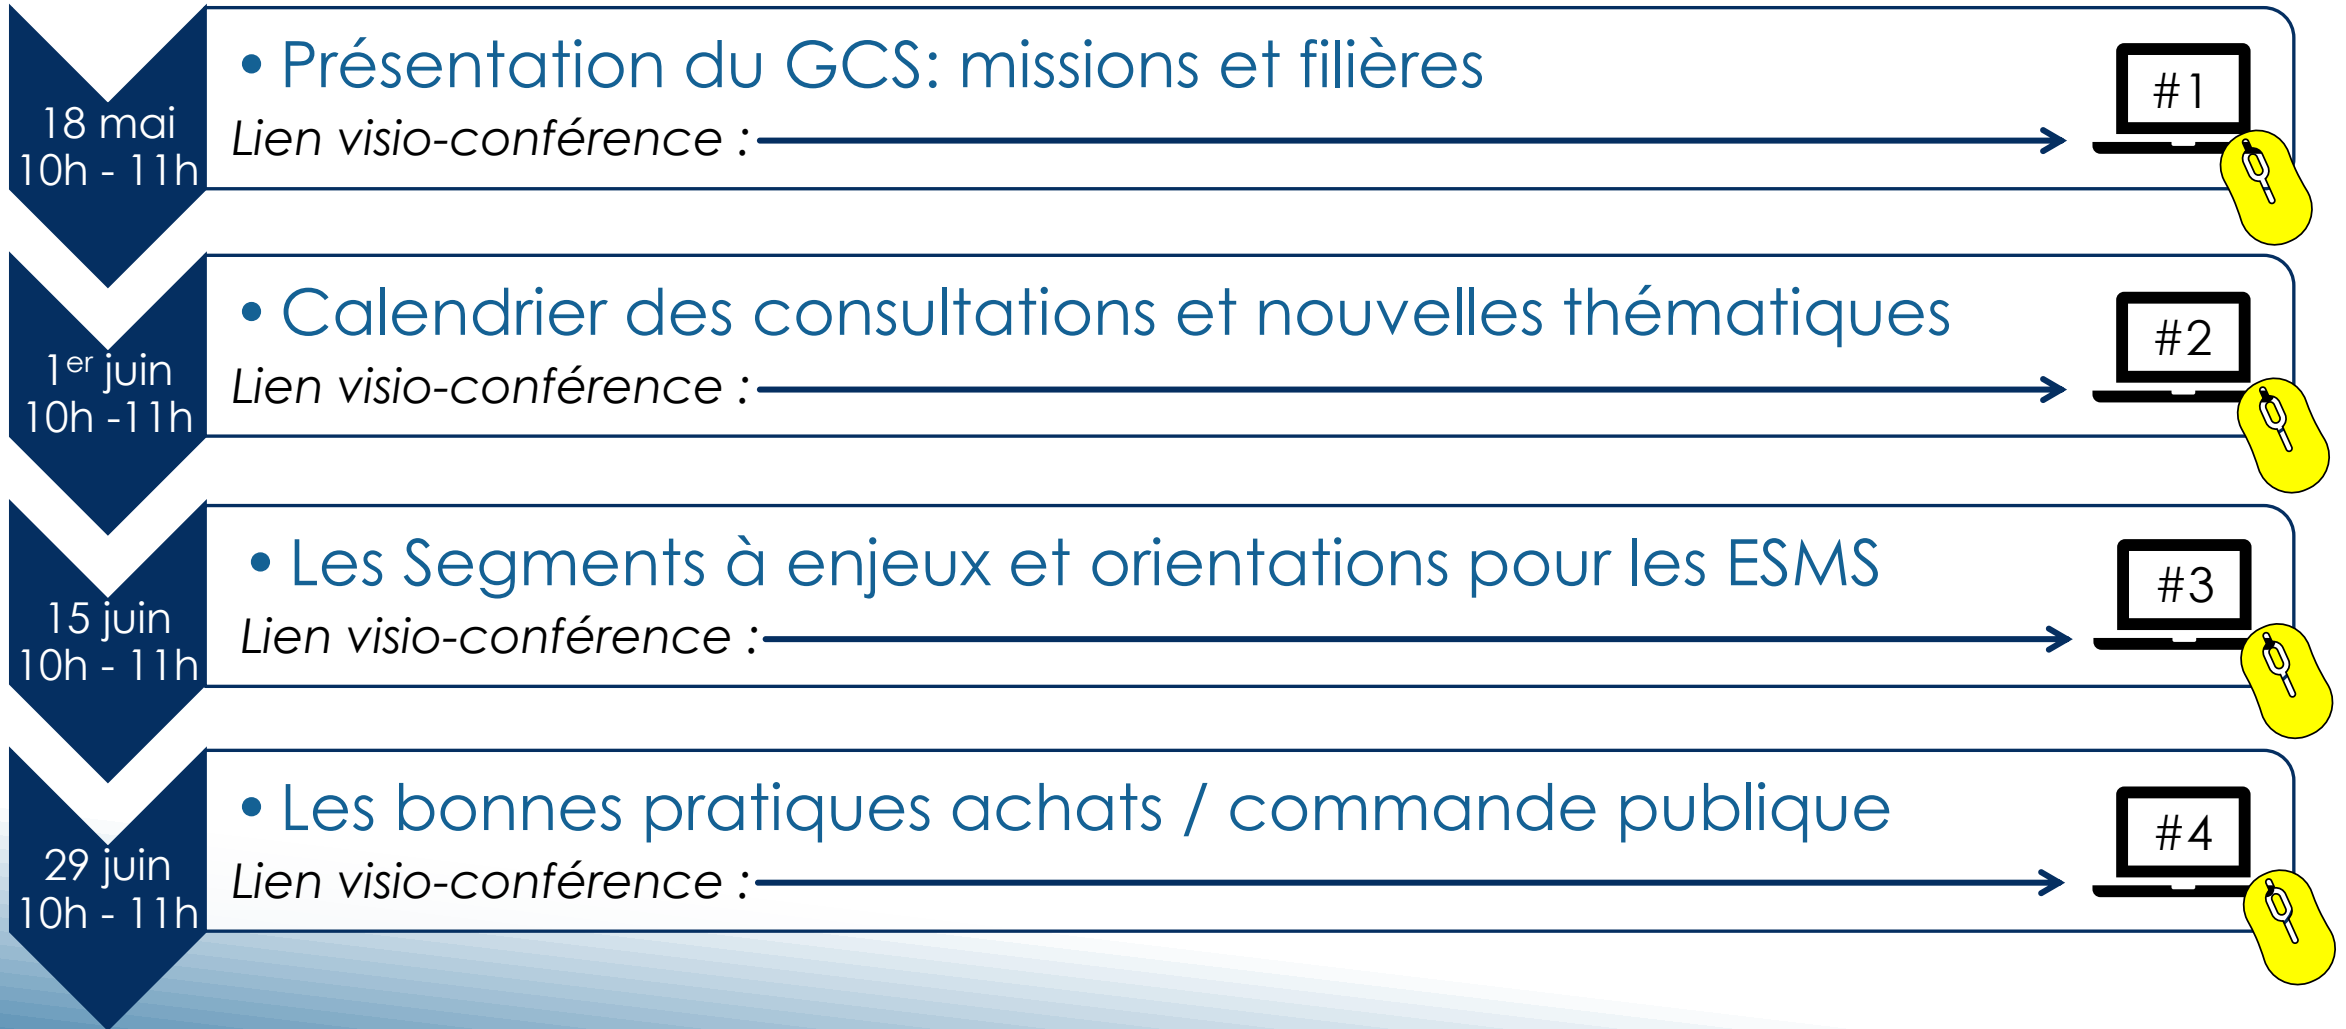 18 mai
10h - 11h
• Présentation du GCS: missions et filières
Lien visio-conférence :
#1
1er juin
10h -11h
• Calendrier des consultations et nouvelles thématiques
Lien visio-conférence :
#2
15 juin
10h - 11h
• Les Segments à enjeux et orientations pour les ESMS
Lien visio-conférence :
#3
29 juin
10h - 11h
• Les bonnes pratiques achats / commande publique
Lien visio-conférence :
#4